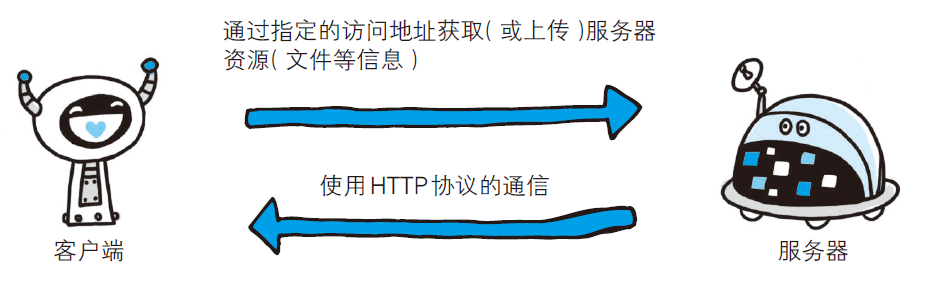 通过指定的访问地址获取( 或上传 )服务器
资源( 文件等信息 )
使用HTTP协议的通信
客户端
服务器